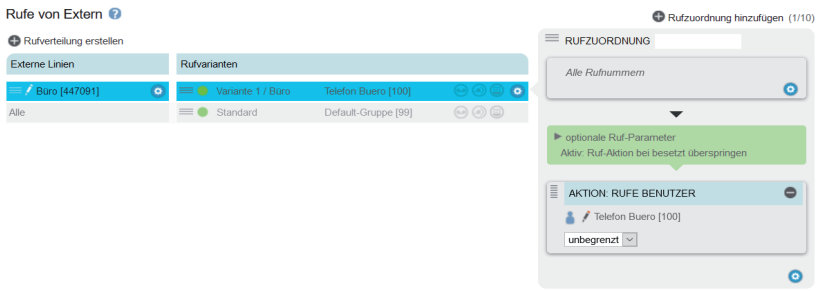 Rufe von Extern ?
Rufzuordnung hinzufügen (1/10)
Rufverteilung erstellen
Externe Linien
Rufvarianten
Büro [447091]
Variante 1 / Büro
Telefon Buero [100]
Alle
Standard
Default-Gruppe [99]
RUFZUORDNUNG
Alle Rufnummern
optionale Ruf-Parameter
Aktiv: Ruf-Aktion bei besetzt überspringen
AKTION: RUFE BENUTZER
Telefon Buero [100]
unbegrenzt